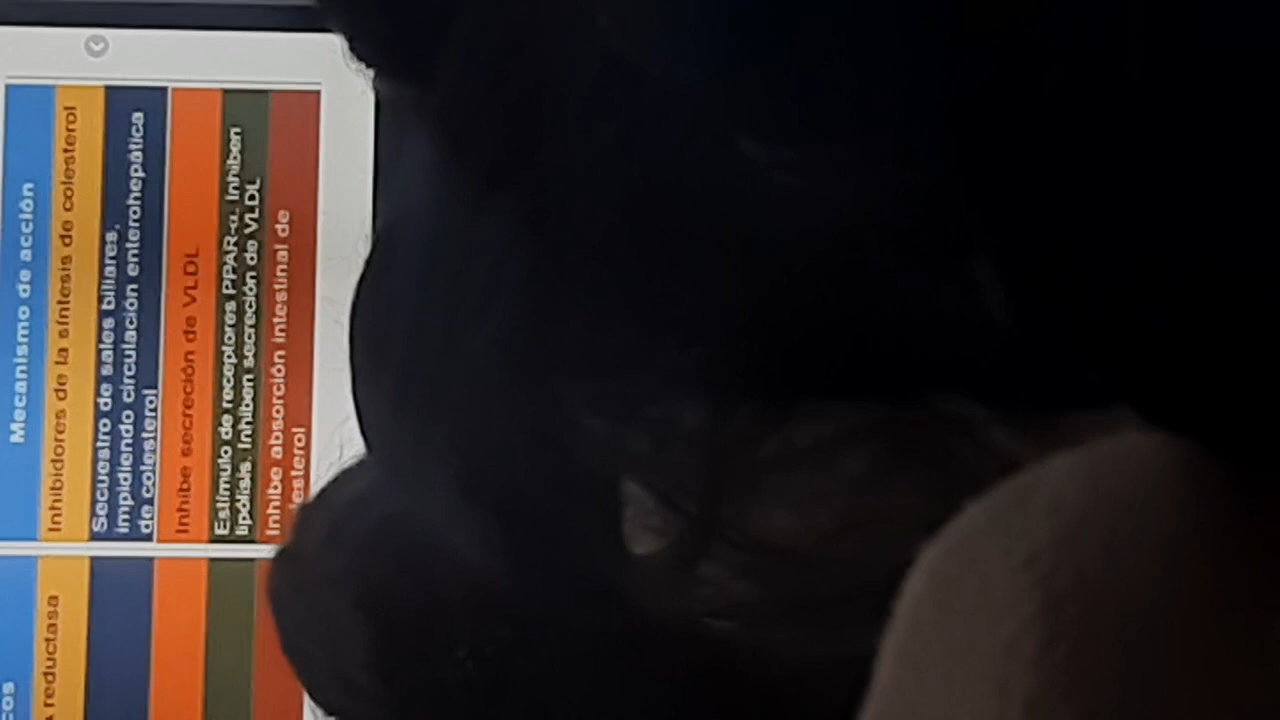 Mecanismo de acción
Inhibidores de la síntesis de colesterol
Secuestro de sales biliares,
impidiendo circulación enterohepática
de colesterol
Inhibe secreción de VLDL
Estímulo de receptores PPAR-α. Inhiben
lipólisis. Inhiben secreción de VLDL
Inhibe absorción intestinal de
lesterol
cos
A reductasa